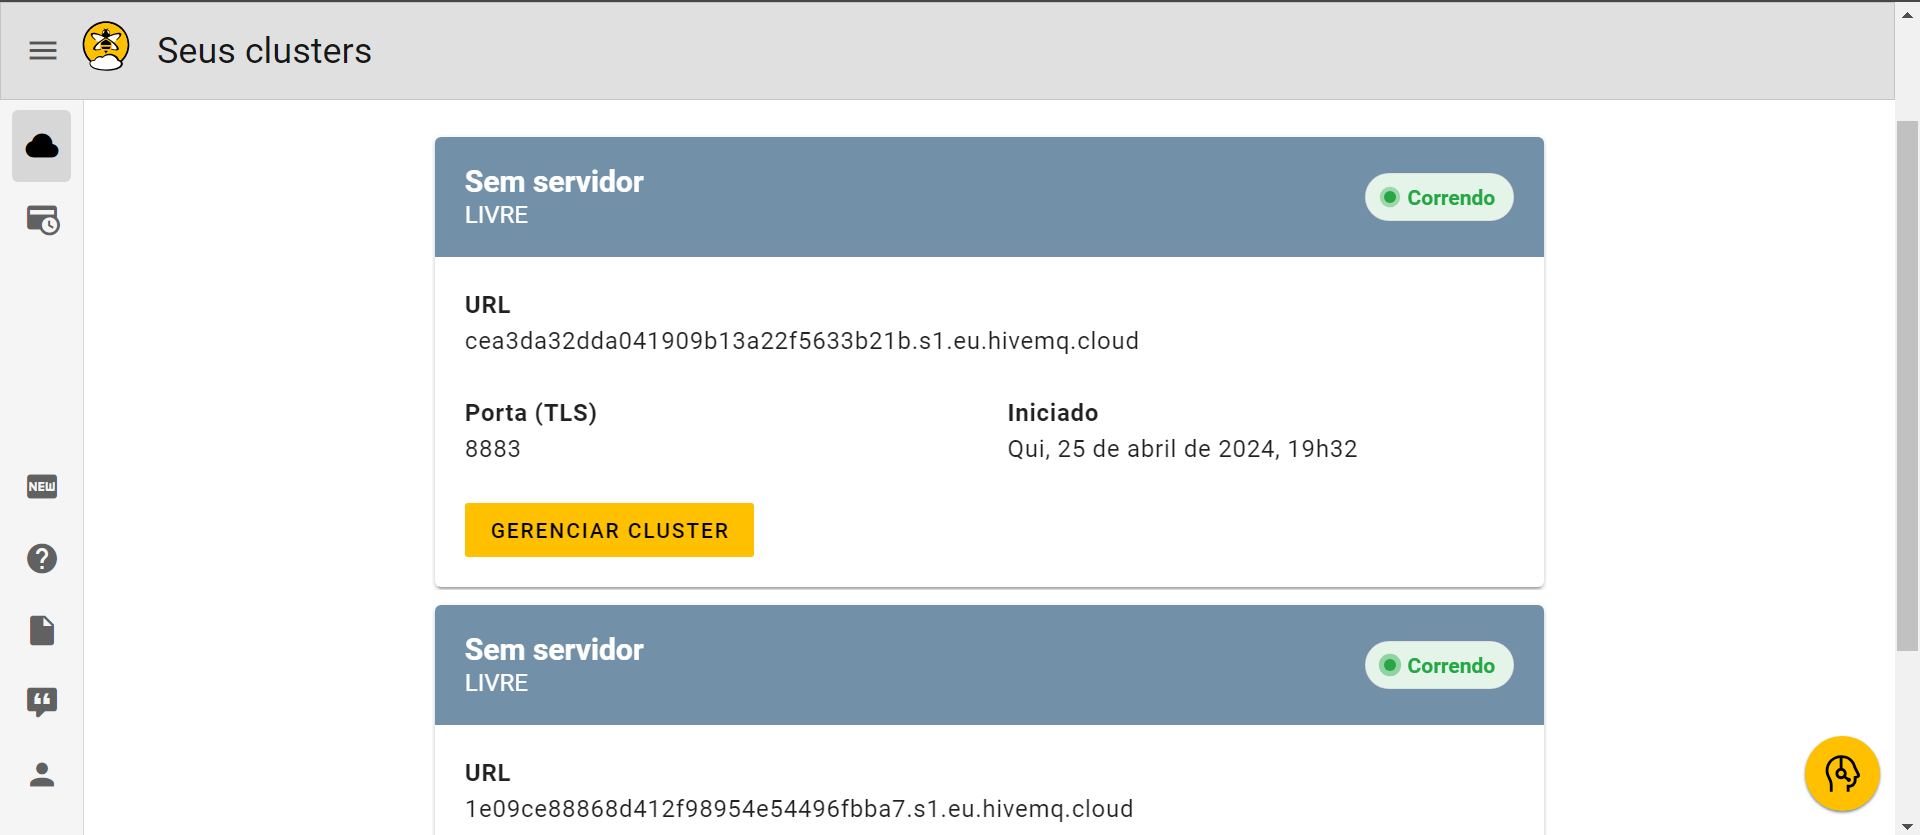 Seus clusters
Sem servidor
LIVRE
Correndo
URL
cea3da32dda041909b13a22f5633b21b.s1.eu.hivemq.cloud
Porta (TLS)
8883
Iniciado
Qui, 25 de abril de 2024, 19h32
GERENCIAR CLUSTER
NEW
Sem servidor
LIVRE
Correndo
URL
1e09ce88868d412f98954e54496fbba7.s1.eu.hivemq.cloud